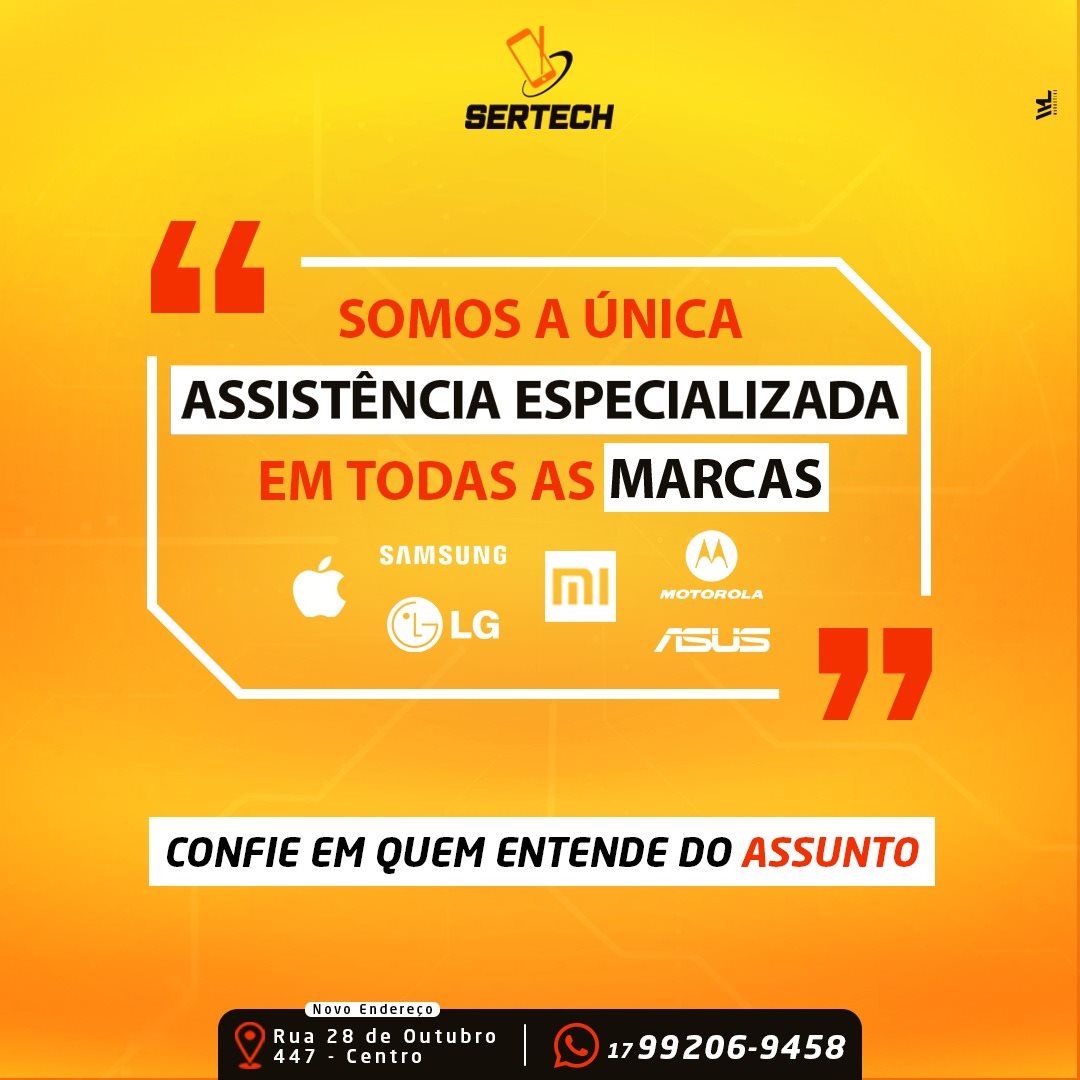 SERTECH
SOMOS A ÚNICA
ASSISTÊNCIA ESPECIALIZADA
EM TODAS AS MARCAS
SAMSUNG
LG
MI
MOTOROLA
ASUS
CONFIE EM QUEM ENTENDE DO ASSUNTO
Novo Endereço
Rua 28 de Outubro
447 - Centro
17 99206-9458